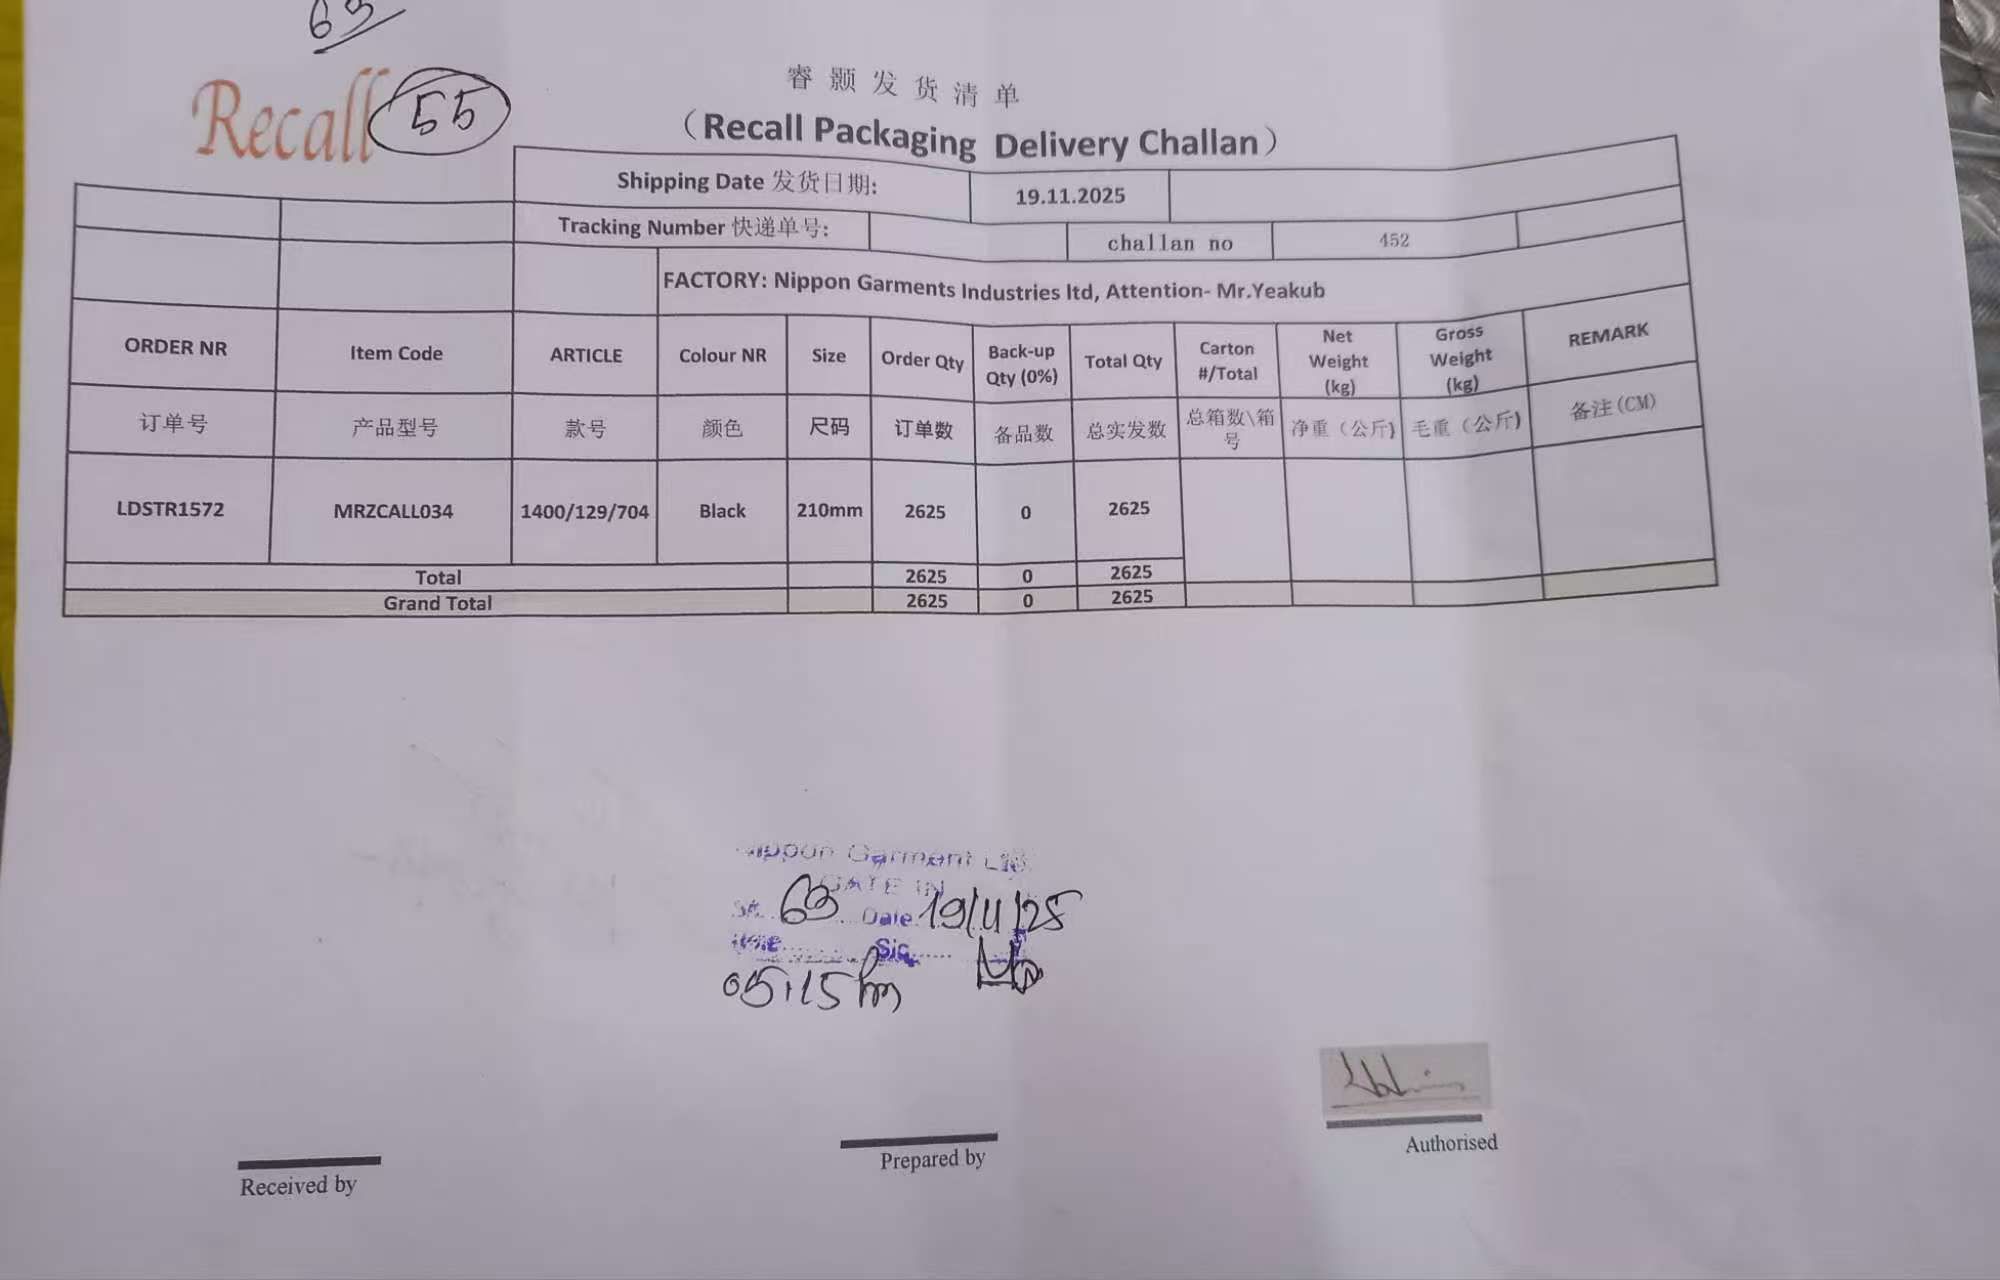 63
Recall 55
睿颢发货清单
（Recall Packaging Delivery Challan）
Shipping Date 发货日期: 19.11.2025
Tracking Number 快递单号: challan no 452
FACTORY: Nippon Garments Industries ltd, Attention- Mr.Yeakub
ORDER NR Item Code ARTICLE Colour NR Size Order Qty Back-up Qty (0%) Total Qty Carton #/Total Net Weight (kg) Gross Weight (kg) REMARK
订单号 产品型号 款号 颜色 尺码 订单数 备品数 总实发数 总箱数\箱号 净重（公斤) 毛重（公斤) 备注(CM)
LDSTR1572 MRZCALL034 1400/129/704 Black 210mm 2625 0 2625
Total 2625 0 2625
Grand Total 2625 0 2625
Nippon Garment Ltd.
GATE IN
63 Date 19/11/25
Sig.
05:15 pm
Authorised
Prepared by
Received by